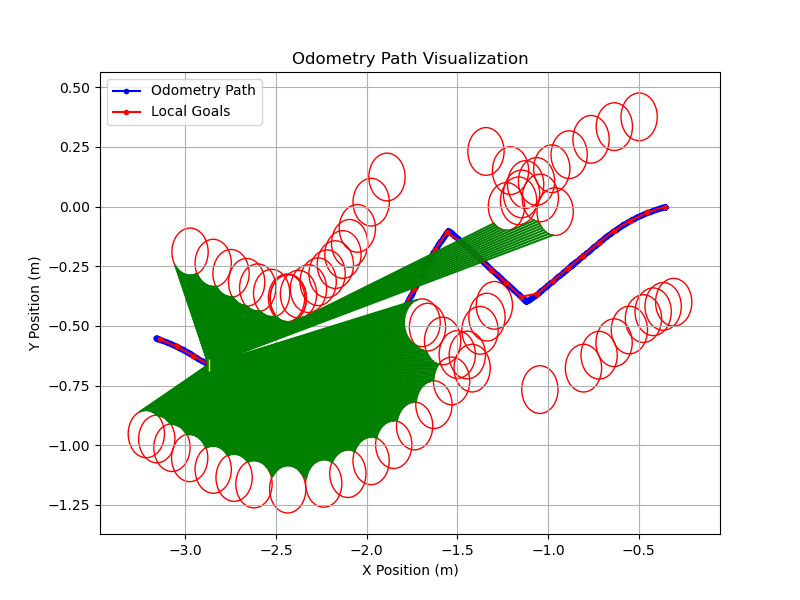 Odometry Path Visualization
Odometry Path
Local Goals
0.50
0.25
0.00
−0.25
−0.50
−0.75
−1.00
−1.25
Y Position (m)
−3.0 −2.5 −2.0 −1.5 −1.0 −0.5
X Position (m)